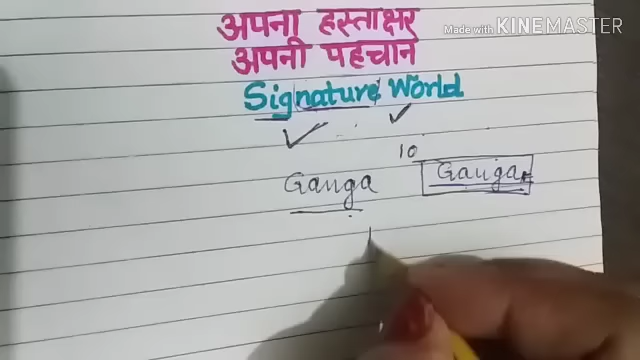 Made with KINEMASTER
अपना हस्ताक्षर
अपनी पहचान
Signature World
10
Ganga Ganga